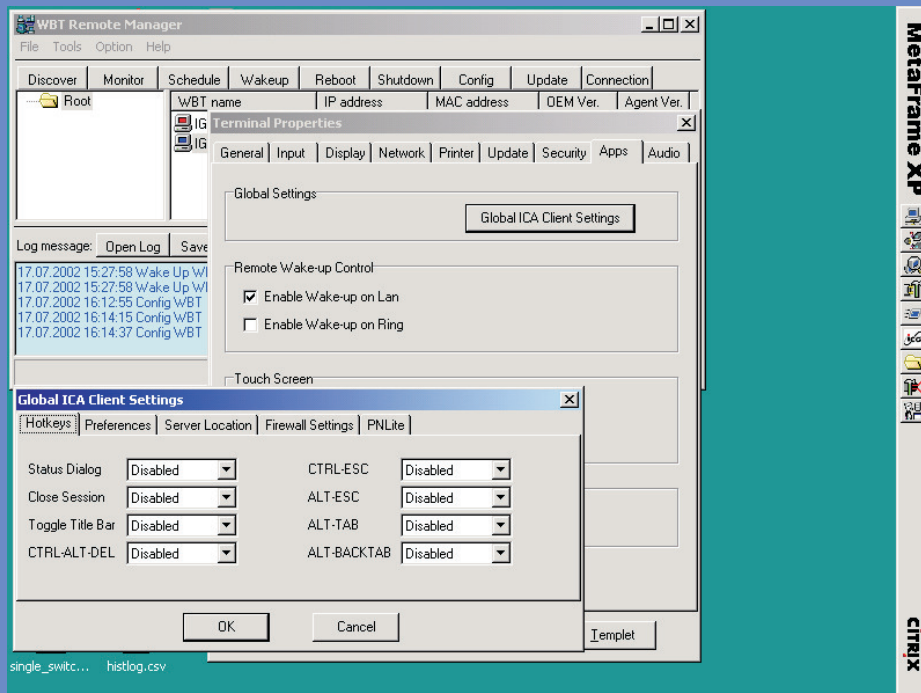 WBT Remote Manager
File Tools Option Help
Discover Monitor Schedule Wakeup Reboot Shutdown Config Update Connection
Root
WBT name IP address MAC address OEM Ver. Agent Ver.
IG
IG
Terminal Properties
General Input Display Network Printer Update Security Apps Audio
Global Settings
Global ICA Client Settings
Remote Wake-up Control
Enable Wake-up on Lan
Enable Wake-up on Ring
Touch Screen
Log message: Open Log Save
17.07.2002 15:27:58 Wake Up W
17.07.2002 15:27:58 Wake Up W
17.07.2002 16:12:55 Config WBT
17.07.2002 16:14:15 Config WBT
17.07.2002 16:14:37 Config WBT
Global ICA Client Settings
Hotkeys Preferences Server Location Firewall Settings PNLite
Status Dialog Disabled CTRL-ESC Disabled
Close Session Disabled ALT-ESC Disabled
Toggle Title Bar Disabled ALT-TAB Disabled
CTRL-ALT-DEL Disabled ALT-BACKTAB Disabled
OK Cancel
Templet
single_switc... histlog.csv
MetaFrame XP
CITRIX